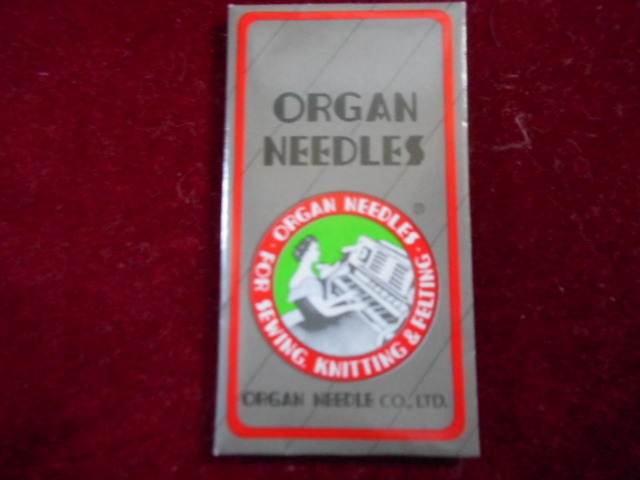 ORGAN
NEEDLES
®
· ORGAN NEEDLES ·
FOR SEWING, KNITTING & FELTING
ORGAN NEEDLE CO., LTD.